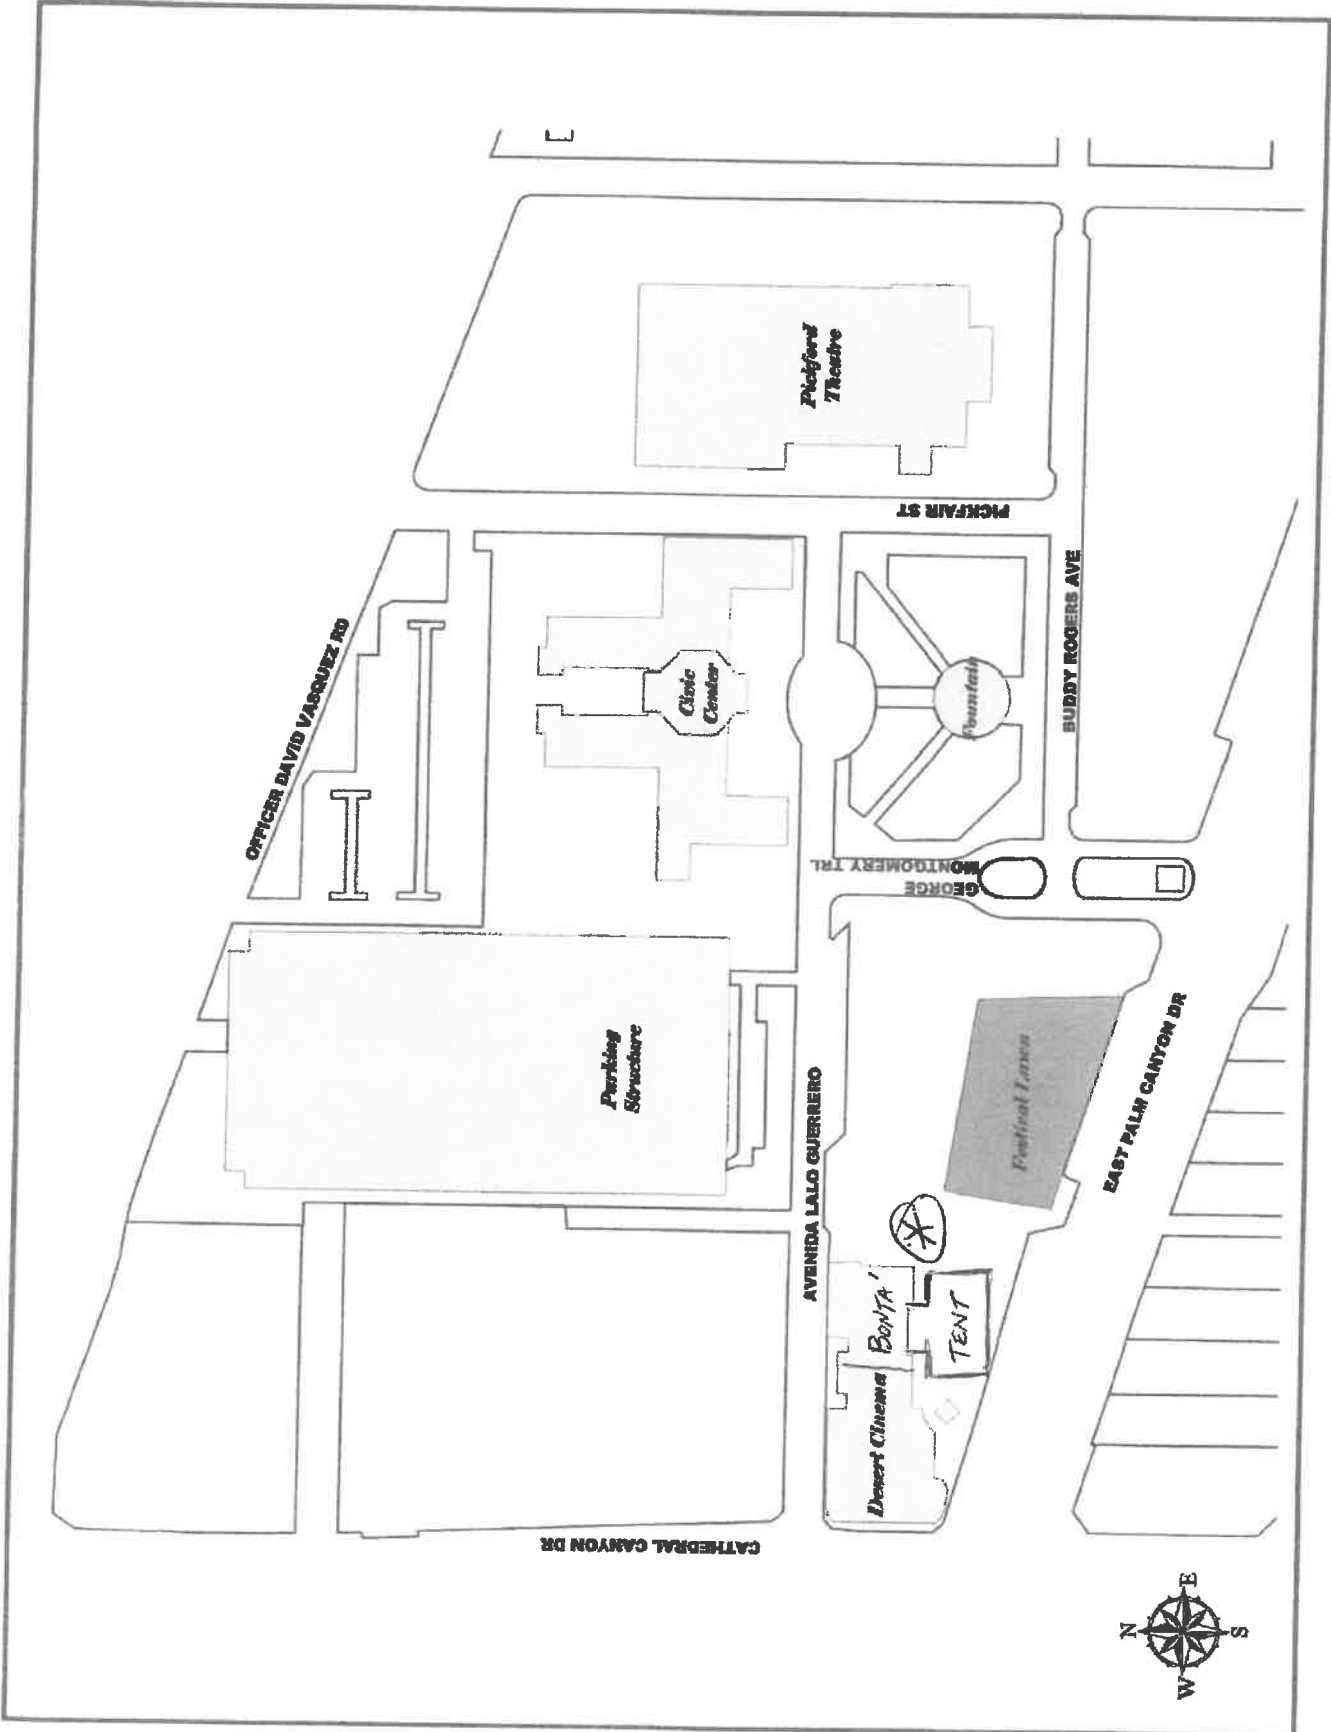 OFFICER DAVID VASQUEZ RD
Pickford
Theatre
PICKFAIR ST
Civic
Center
Fountain
BUDDY ROGERS AVE
GEORGE
MONTGOMERY TRL
Parking
Structure
AVENIDA LALO GUERRERO
Festival Lawn
EAST PALM CANYON DR
BONTA'
TENT
Desert Cinema
CATHEDRAL CANYON DR
N
E
S
W